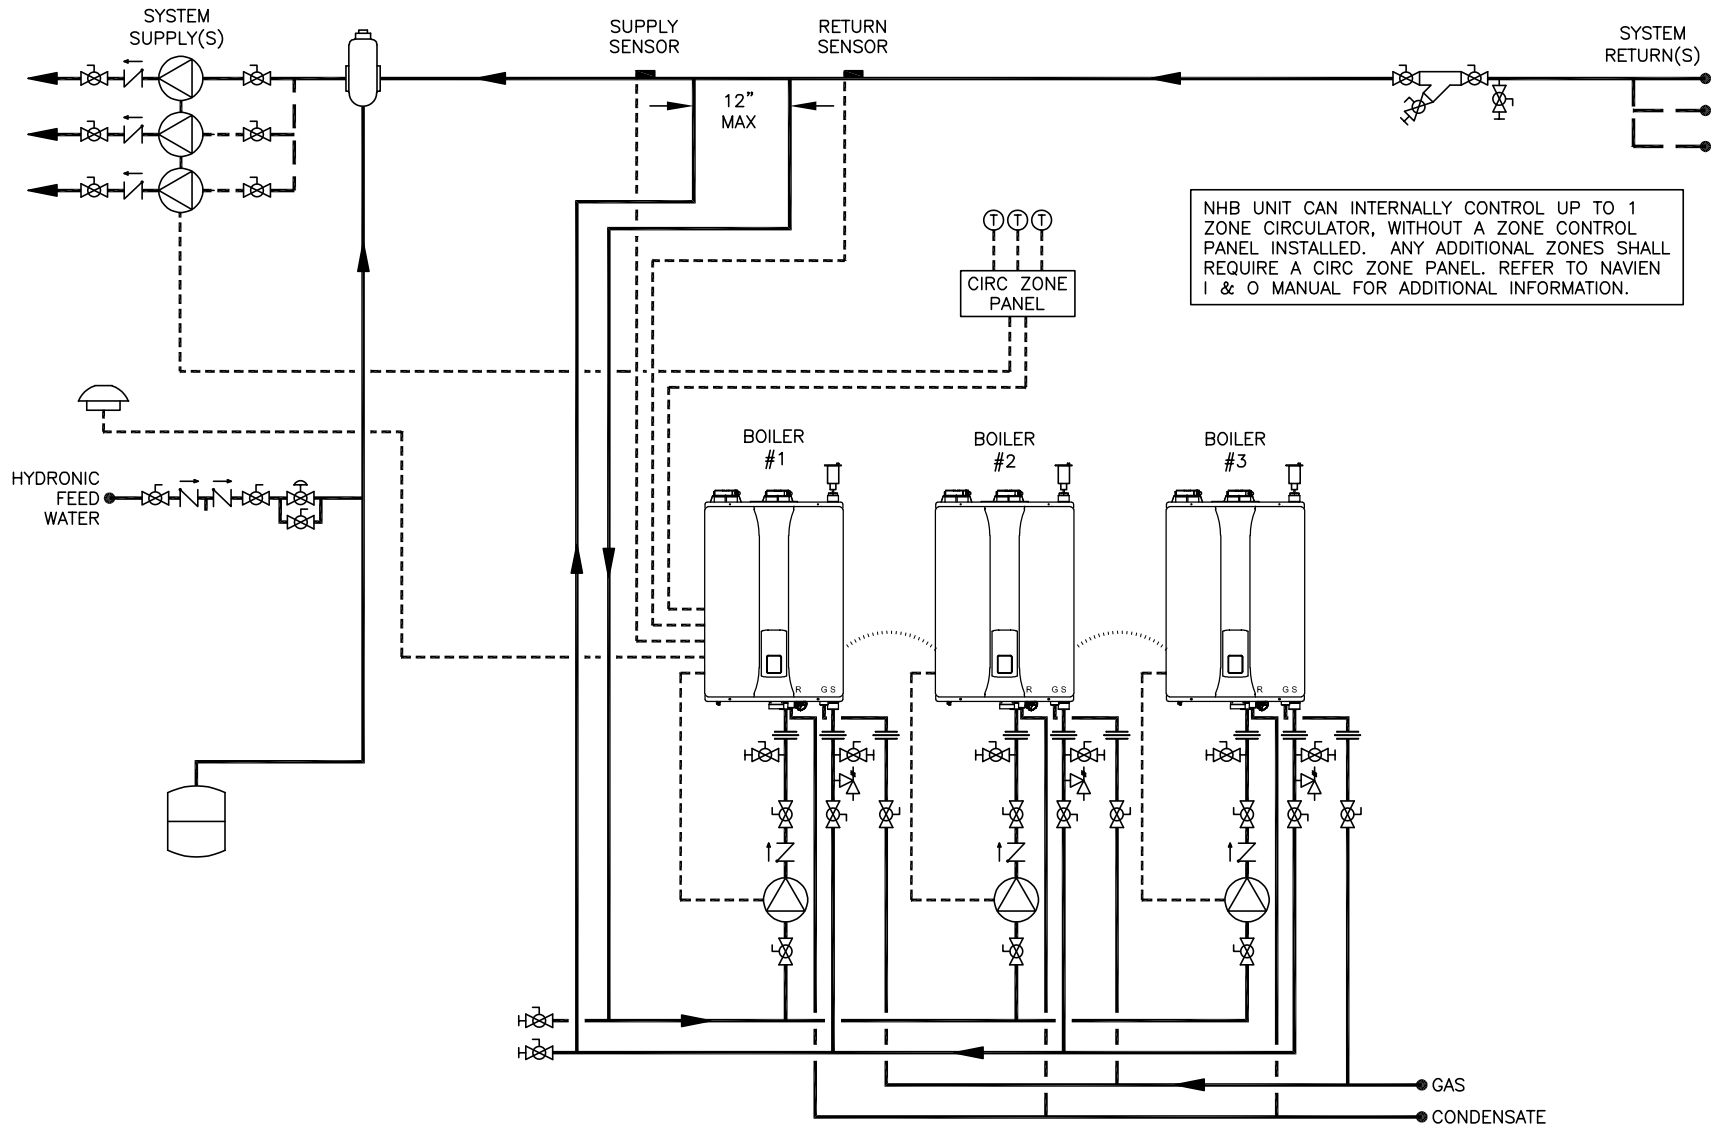 SYSTEM
SUPPLY(S)
SUPPLY
SENSOR
RETURN
SENSOR
SYSTEM
RETURN(S)
12"
MAX
T T T
CIRC ZONE
PANEL
NHB UNIT CAN INTERNALLY CONTROL UP TO 1
ZONE CIRCULATOR, WITHOUT A ZONE CONTROL
PANEL INSTALLED. ANY ADDITIONAL ZONES SHALL
REQUIRE A CIRC ZONE PANEL. REFER TO NAVIEN
I & O MANUAL FOR ADDITIONAL INFORMATION.
HYDRONIC
FEED
WATER
BOILER
#1
BOILER
#2
BOILER
#3
R G S
R G S
R G S
GAS
CONDENSATE